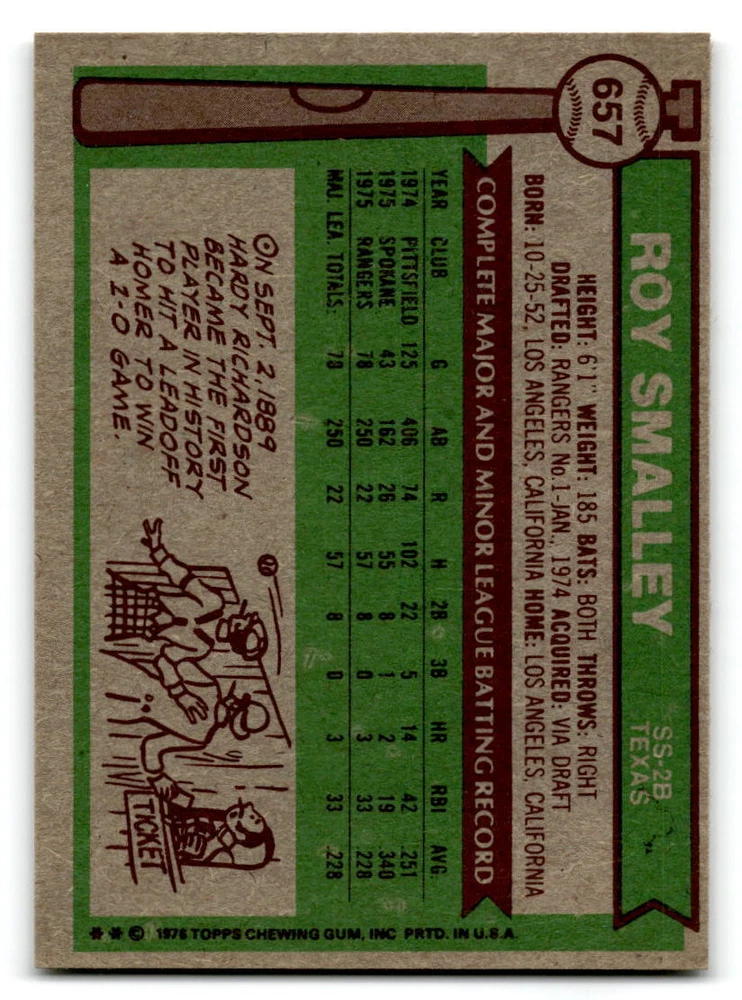 657
ROY SMALLEY
SS-2B
TEXAS
HEIGHT: 6'1" WEIGHT: 185 BATS: BOTH THROWS: RIGHT
DRAFTED: RANGERS No.1-JAN., 1974 ACQUIRED: VIA DRAFT
BORN: 10-25-52, LOS ANGELES, CALIFORNIA HOME: LOS ANGELES, CALIFORNIA
COMPLETE MAJOR AND MINOR LEAGUE BATTING RECORD
YEAR CLUB G AB R H 2B 3B HR RBI AVG.
1974 PITTSFIELD 125 406 74 102 22 5 14 42 .251
1975 SPOKANE 43 162 26 55 8 1 2 19 .340
1975 RANGERS 78 250 22 57 8 0 3 33 .228
MAJ. LEA. TOTALS: 78 250 22 57 8 0 3 33 .228
ON SEPT. 2, 1889
HARDY RICHARDSON
BECAME THE FIRST
PLAYER IN HISTORY
TO HIT A LEADOFF
HOMER TO WIN
A 1-0 GAME.
TICKET
** © 1976 TOPPS CHEWING GUM, INC PRTD. IN U.S.A.